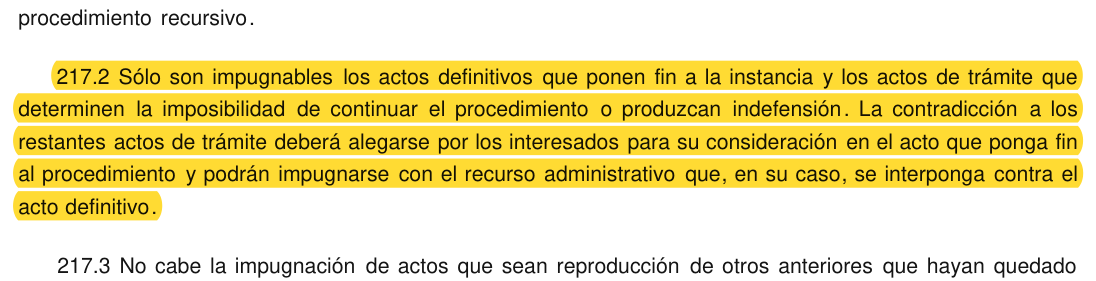 procedimiento recursivo.
217.2 Sólo son impugnables los actos definitivos que ponen fin a la instancia y los actos de trámite que
determinen la imposibilidad de continuar el procedimiento o produzcan indefensión. La contradicción a los
restantes actos de trámite deberá alegarse por los interesados para su consideración en el acto que ponga fin
al procedimiento y podrán impugnarse con el recurso administrativo que, en su caso, se interponga contra el
acto definitivo.
217.3 No cabe la impugnación de actos que sean reproducción de otros anteriores que hayan quedado